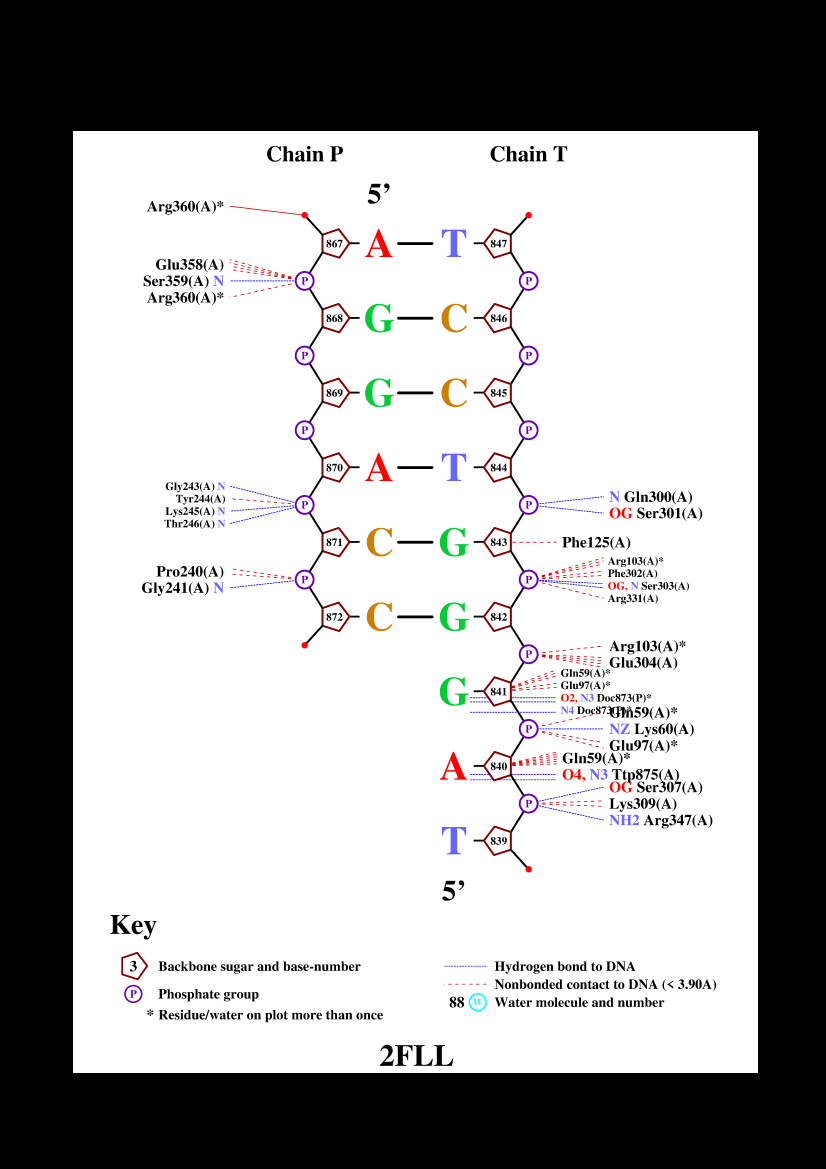 Chain P Chain T
5’
Arg360(A)*
867 A T 847
Glu358(A)
Ser359(A) N P P
Arg360(A)*
868 G C 846
P P
869 G C 845
P P
870 A T 844
Gly243(A) N
Tyr244(A)
Lys245(A) N
Thr246(A) N
P P
N Gln300(A)
OG Ser301(A)
871 C G 843 Phe125(A)
Pro240(A)
Gly241(A) N
P P
Arg103(A)*
Phe302(A)
OG, N Ser303(A)
Arg331(A)
872 C G 842
P
Arg103(A)*
Glu304(A)
Gln59(A)*
Glu97(A)*
G 841
O2, N3 Doc873(P)*
N4 Doc873(P)*
Gln59(A)*
P NZ Lys60(A)
Glu97(A)*
Gln59(A)*
A 840
O4, N3 Ttp875(A)
OG Ser307(A)
P Lys309(A)
NH2 Arg347(A)
T 839
5’
Key
3 Backbone sugar and base-number
P Phosphate group
* Residue/water on plot more than once
Hydrogen bond to DNA
Nonbonded contact to DNA (< 3.90A)
88 W Water molecule and number
2FLL